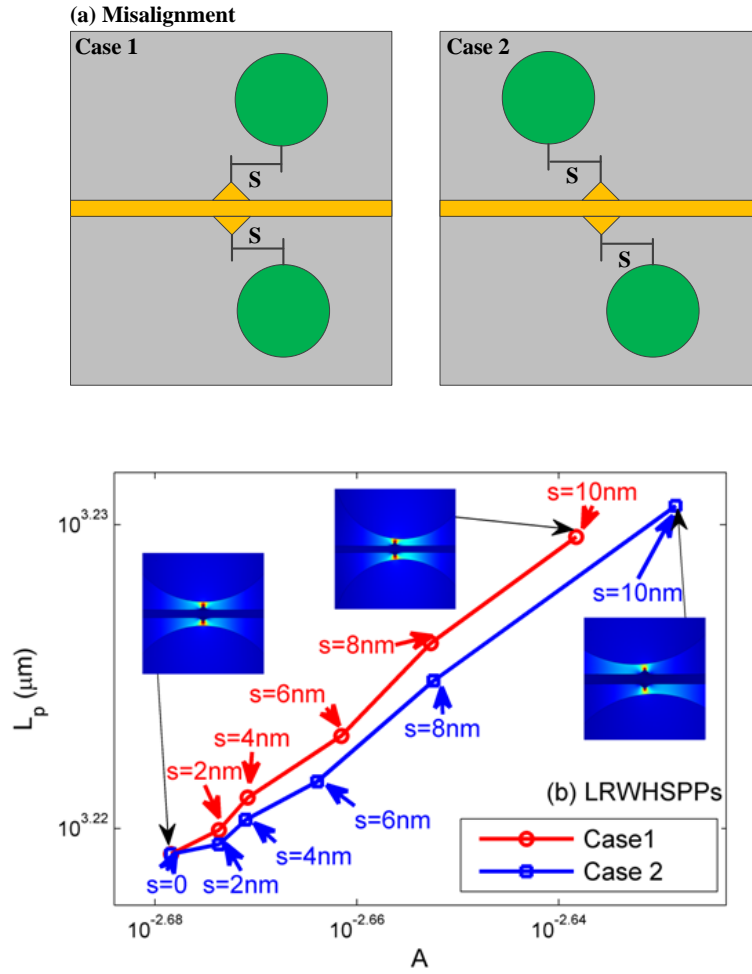 (a) Misalignment
Case 1
Case 2
S
S
S
S
10^3.23
s=10nm
s=10nm
s=8nm
s=6nm
s=8nm
L_p (μm)
s=4nm
s=2nm
(b) LRWHSPPs
s=6nm
10^3.22
s=4nm
Case1
s=0
s=2nm
Case 2
10^-2.68
10^-2.66
10^-2.64
A